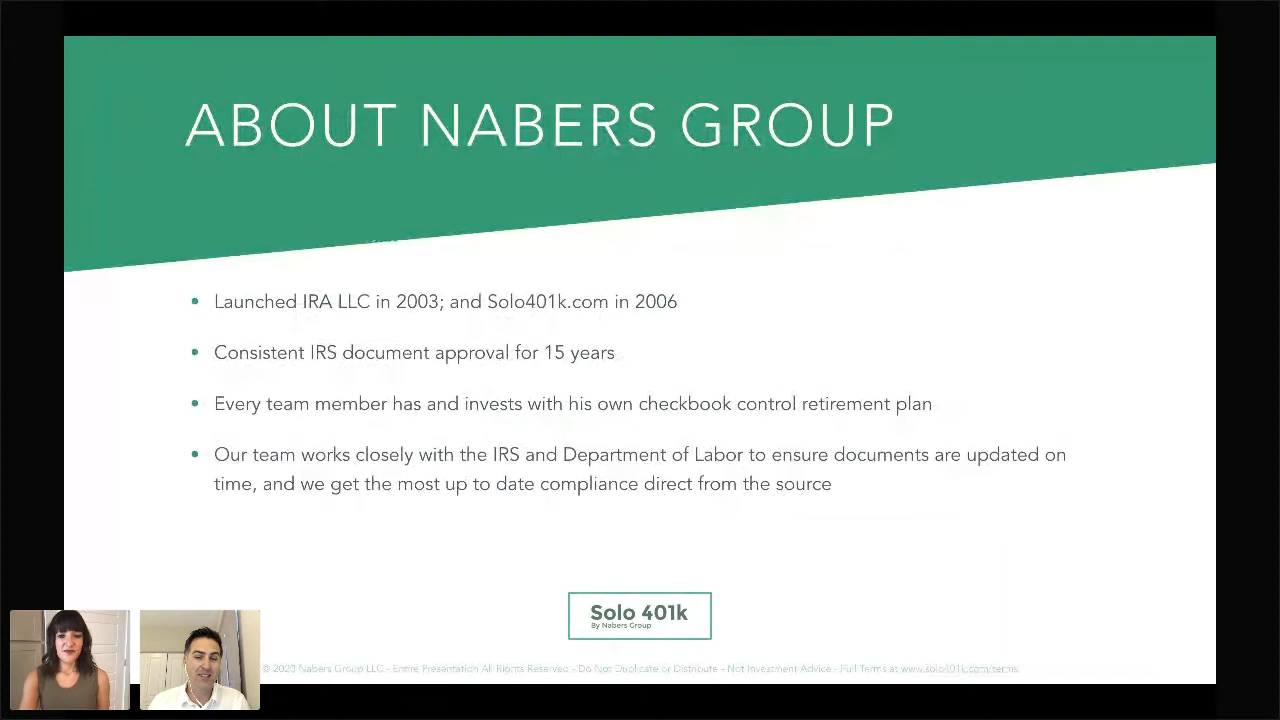 ABOUT NABERS GROUP
Launched IRA LLC in 2003; and Solo401k.com in 2006
Consistent IRS document approval for 15 years
Every team member has and invests with his own checkbook control retirement plan
Our team works closely with the IRS and Department of Labor to ensure documents are updated on
time, and we get the most up to date compliance direct from the source
Solo 401k
By Nabers Group
© 2020 Nabers Group LLC - Entire Presentation All Rights Reserved - Do Not Duplicate or Distribute - Not Investment Advice - Full Terms at www.solo401k.com/terms